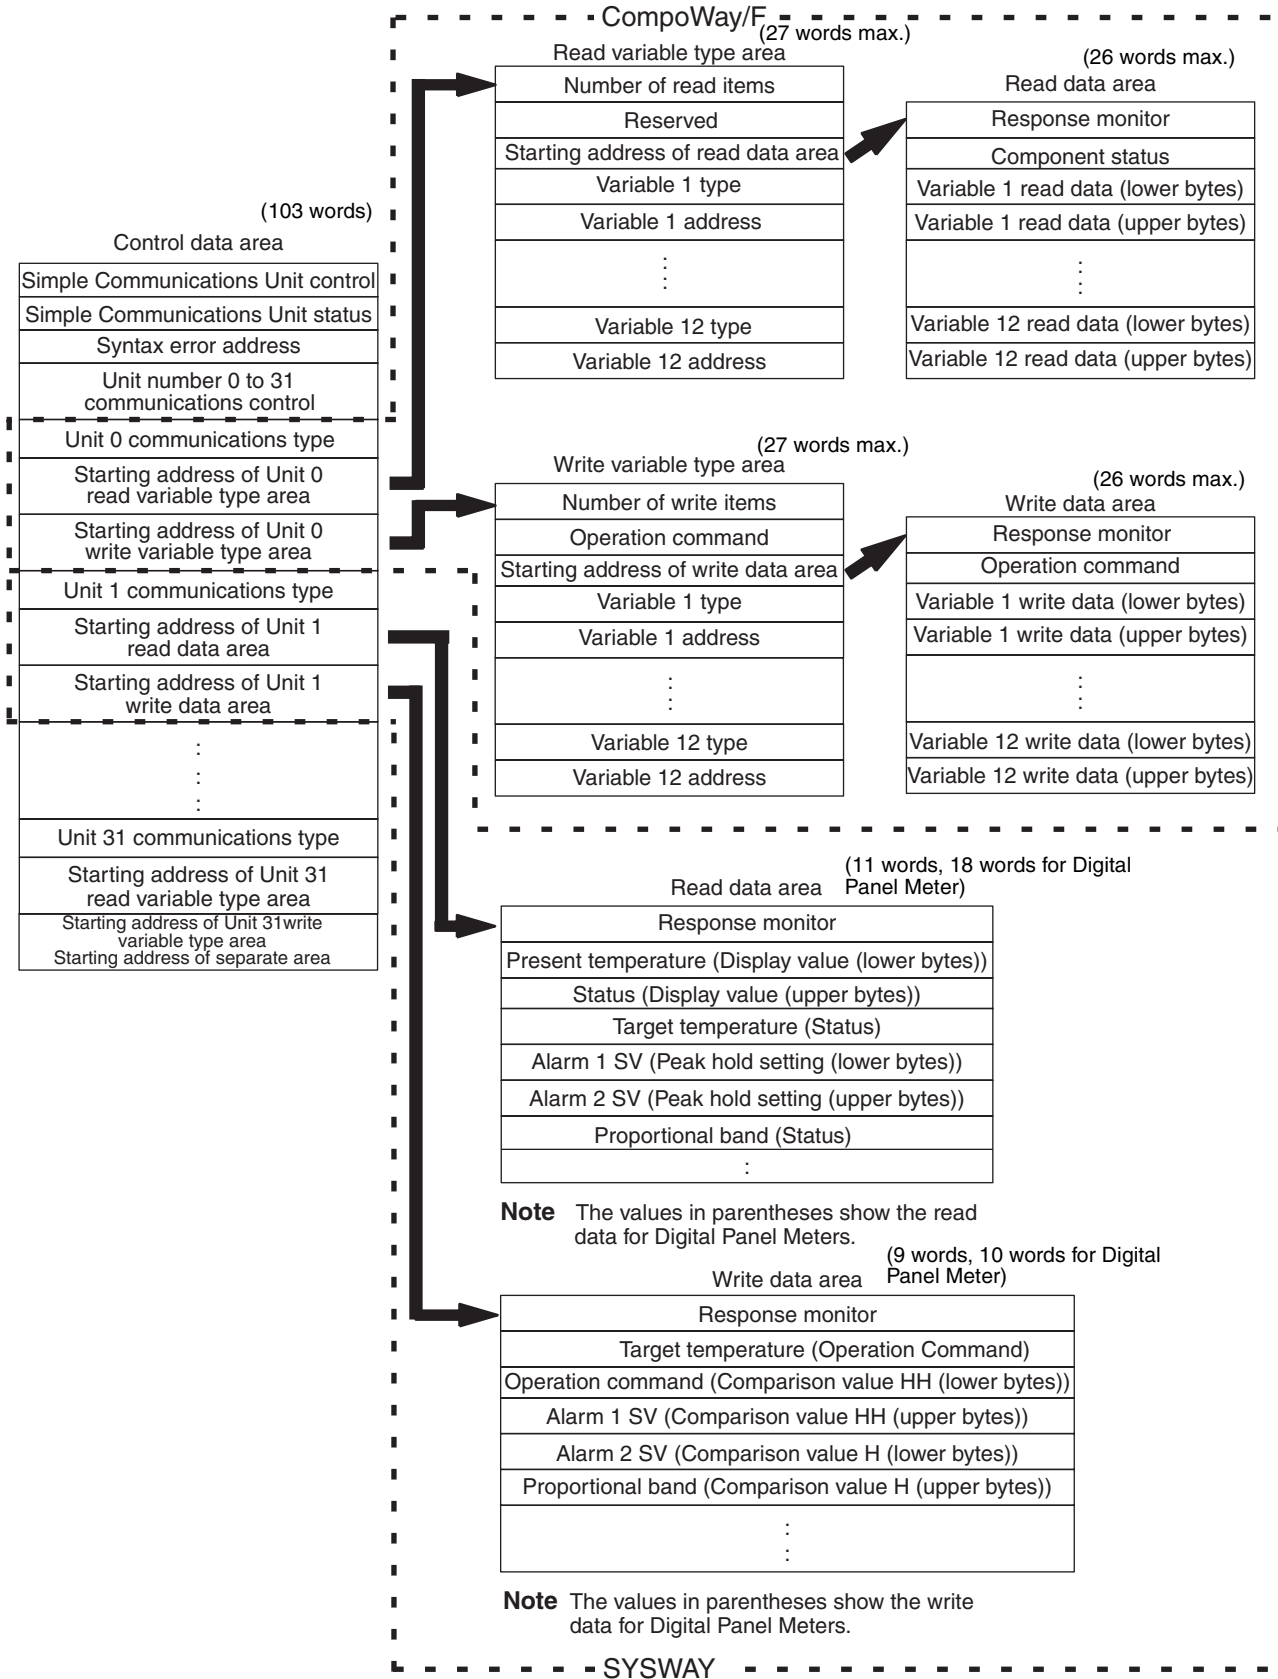 CompoWay/F
(27 words max.)
Read variable type area
Number of read items
Reserved
Starting address of read data area
Variable 1 type
Variable 1 address
:
:
Variable 12 type
Variable 12 address
(26 words max.)
Read data area
Response monitor
Component status
Variable 1 read data (lower bytes)
Variable 1 read data (upper bytes)
:
:
Variable 12 read data (lower bytes)
Variable 12 read data (upper bytes)
(103 words)
Control data area
Simple Communications Unit control
Simple Communications Unit status
Syntax error address
Unit number 0 to 31
communications control
Unit 0 communications type
Starting address of Unit 0
read variable type area
Starting address of Unit 0
write variable type area
Unit 1 communications type
Starting address of Unit 1
read data area
Starting address of Unit 1
write data area
:
:
:
Unit 31 communications type
Starting address of Unit 31
read variable type area
Starting address of Unit 31write
variable type area
Starting address of separate area
(27 words max.)
Write variable type area
Number of write items
Operation command
Starting address of write data area
Variable 1 type
Variable 1 address
:
:
Variable 12 type
Variable 12 address
(26 words max.)
Write data area
Response monitor
Operation command
Variable 1 write data (lower bytes)
Variable 1 write data (upper bytes)
:
:
Variable 12 write data (lower bytes)
Variable 12 write data (upper bytes)
(11 words, 18 words for Digital
Panel Meter)
Read data area
Response monitor
Present temperature (Display value (lower bytes))
Status (Display value (upper bytes))
Target temperature (Status)
Alarm 1 SV (Peak hold setting (lower bytes))
Alarm 2 SV (Peak hold setting (upper bytes))
Proportional band (Status)
:
Note The values in parentheses show the read
data for Digital Panel Meters.
(9 words, 10 words for Digital
Panel Meter)
Write data area
Response monitor
Target temperature (Operation Command)
Operation command (Comparison value HH (lower bytes))
Alarm 1 SV (Comparison value HH (upper bytes))
Alarm 2 SV (Comparison value H (lower bytes))
Proportional band (Comparison value H (upper bytes))
:
:
Note The values in parentheses show the write
data for Digital Panel Meters.
SYSWAY